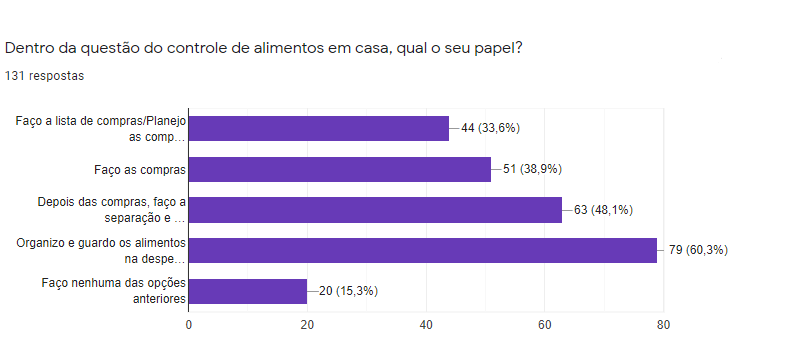 Dentro da questão do controle de alimentos em casa, qual o seu papel?
131 respostas
Faço a lista de compras/Planejo
as comp…
44 (33,6%)
Faço as compras
51 (38,9%)
Depois das compras, faço a
separação e …
63 (48,1%)
Organizo e guardo os alimentos
na despe…
79 (60,3%)
Faço nenhuma das opções
anteriores
20 (15,3%)
0 20 40 60 80